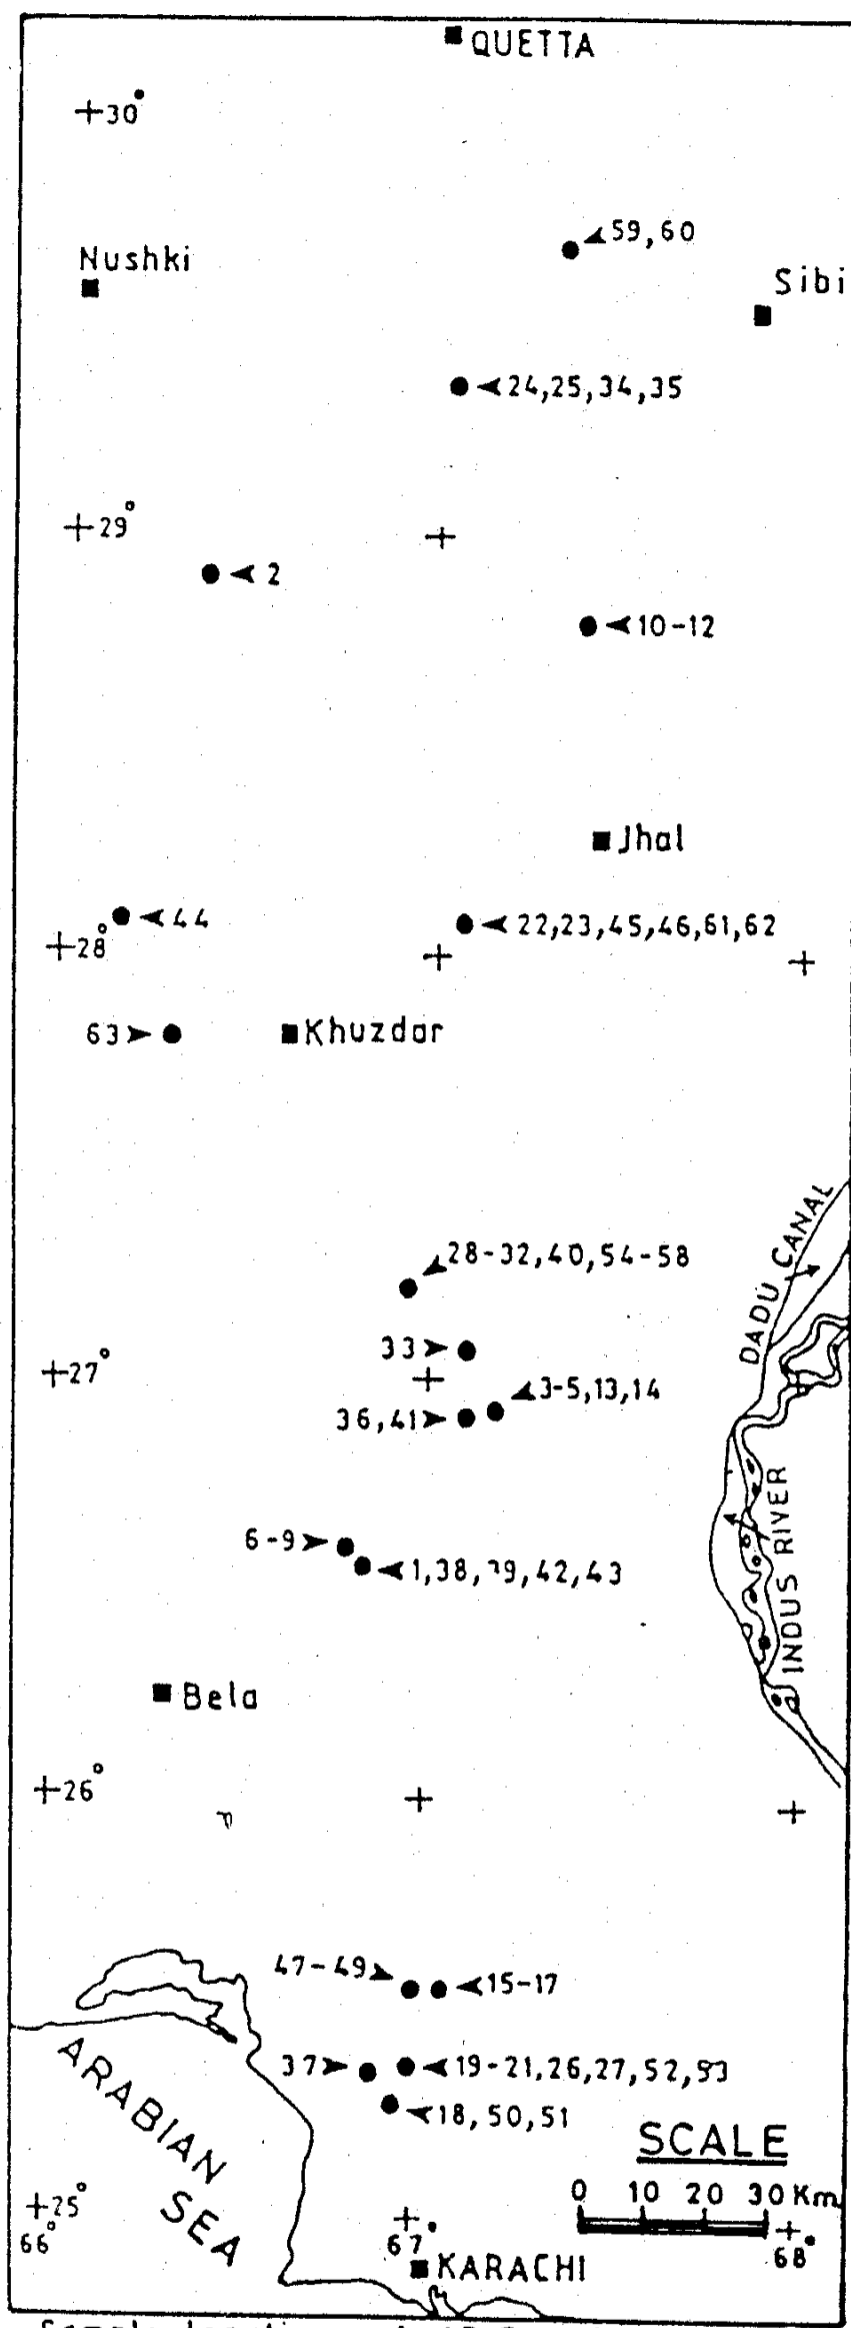 QUETTA
+30°
59,60
Nushki
Sibi
24,25,34,35
+29°
2
10-12
Jhal
44
22,23,45,46,61,62
+28°
63
Khuzdar
28-32,40,54-58
DADU CANAL
33
+27°
3-5,13,14
36,41
6-9
1,38,39,42,43
INDUS RIVER
Bela
+26°
47-49
15-17
37
19-21,26,27,52,53
18,50,51
ARABIAN
SEA
SCALE
0 10 20 30 Km
+25°
66°
67°
68°
KARACHI